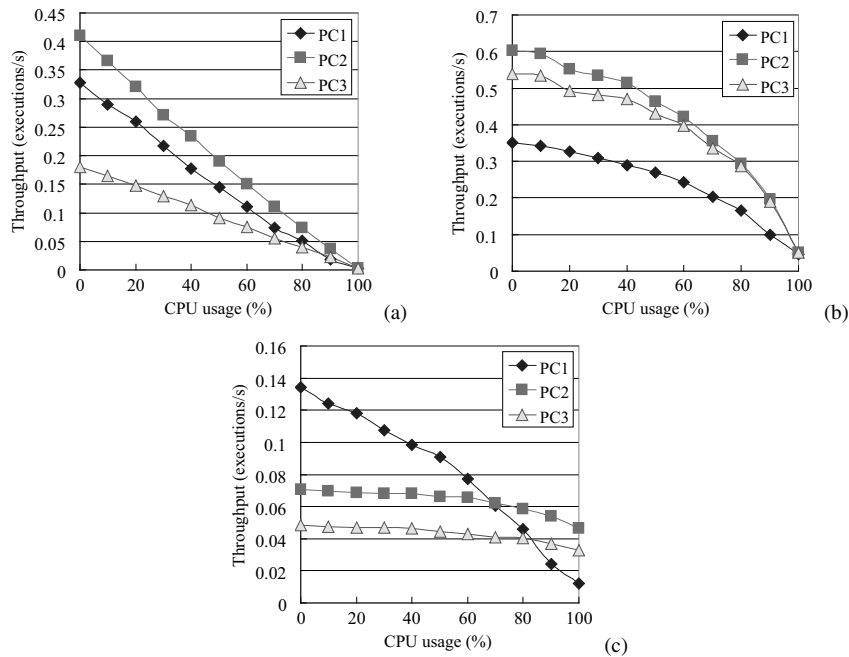 Throughput (executions/s)
0.45
0.4
0.35
0.3
0.25
0.2
0.15
0.1
0.05
0
PC1
PC2
PC3
0 20 40 60 80 100
CPU usage (%)
(a)
Throughput (executions/s)
0.7
0.6
0.5
0.4
0.3
0.2
0.1
0
PC1
PC2
PC3
0 20 40 60 80 100
CPU usage (%)
(b)
Throughput (executions/s)
0.16
0.14
0.12
0.1
0.08
0.06
0.04
0.02
0
PC1
PC2
PC3
0 20 40 60 80 100
CPU usage (%)
(c)